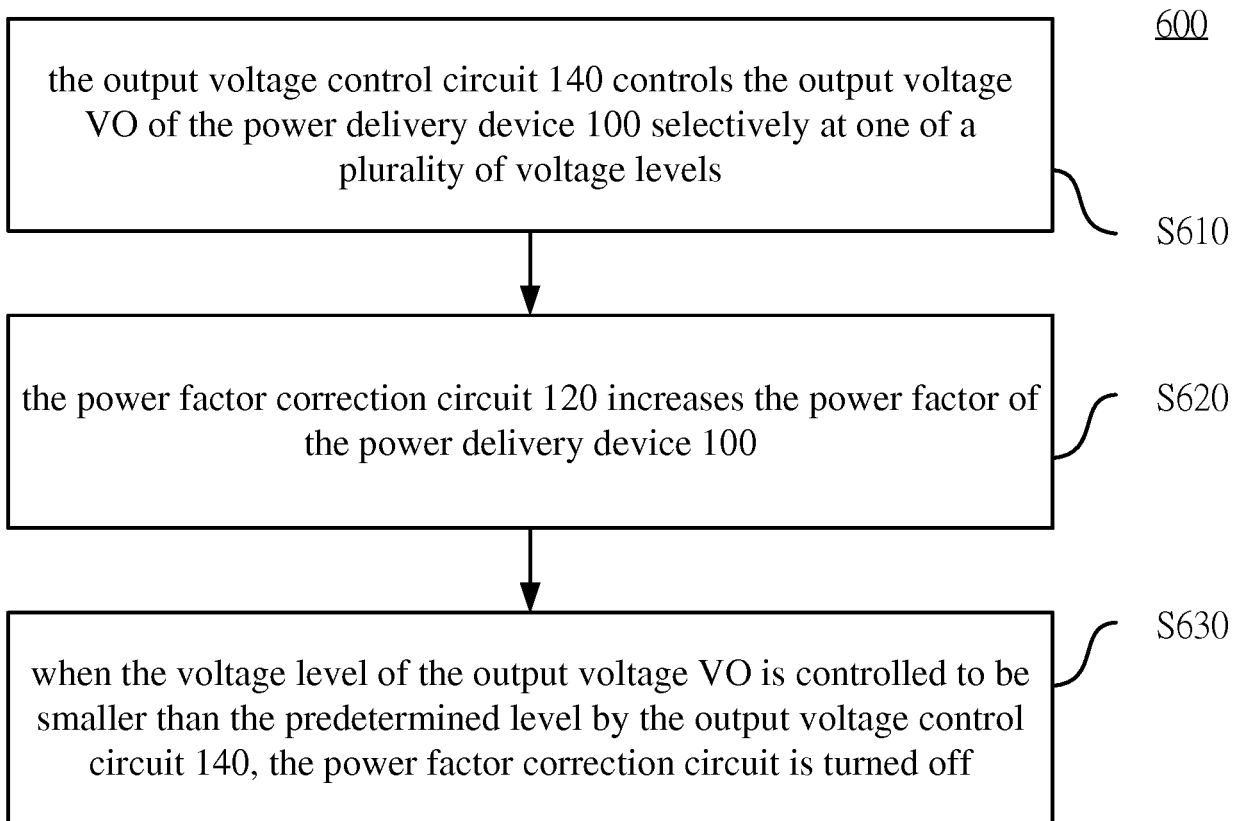 600
the output voltage control circuit 140 controls the output voltage
VO of the power delivery device 100 selectively at one of a
plurality of voltage levels
S610
the power factor correction circuit 120 increases the power factor of
the power delivery device 100
S620
when the voltage level of the output voltage VO is controlled to be
smaller than the predetermined level by the output voltage control
circuit 140, the power factor correction circuit is turned off
S630